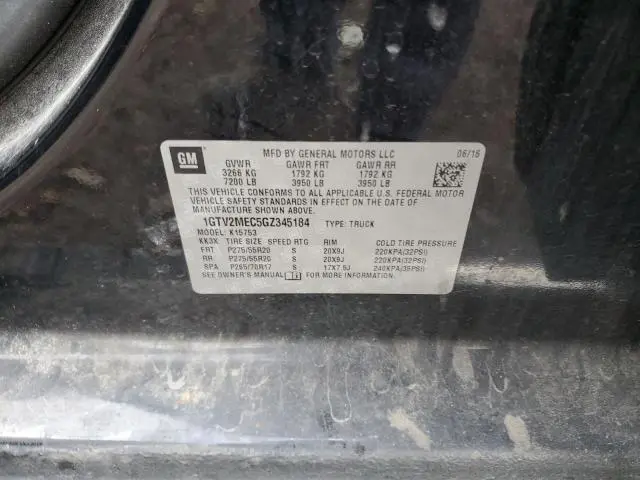 GM
MFD BY GENERAL MOTORS LLC 06/16
GVWR GAWR FRT GAWR RR
3266 KG 1792 KG 1792 KG
7200 LB 3950 LB 3950 LB
THIS VEHICLE CONFORMS TO ALL APPLICABLE U.S. FEDERAL MOTOR
VEHICLE SAFETY STANDARDS IN EFFECT ON THE DATE OF
MANUFACTURE SHOWN ABOVE.
1GTV2MEC5GZ345184 TYPE: TRUCK
MODEL: K15753
KK3X TIRE SIZE SPEED RTG RIM COLD TIRE PRESSURE
FRT P275/55R20 S 20X9J 220KPA(32PSI)
RR P275/55R20 S 20X9J 220KPA(32PSI)
SPA P265/70R17 S 17X7.5J 240KPA(35PSI)
SEE OWNER'S MANUAL FOR MORE INFORMATION.